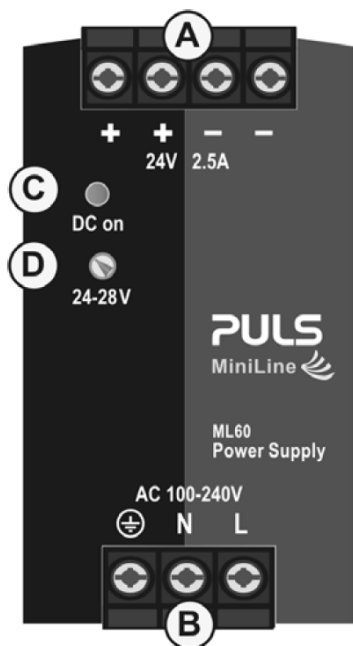 A
+ + − −
24V 2.5A
C
DC on
D
24-28V
PULS
MiniLine
ML60
Power Supply
AC 100-240V
N L
B